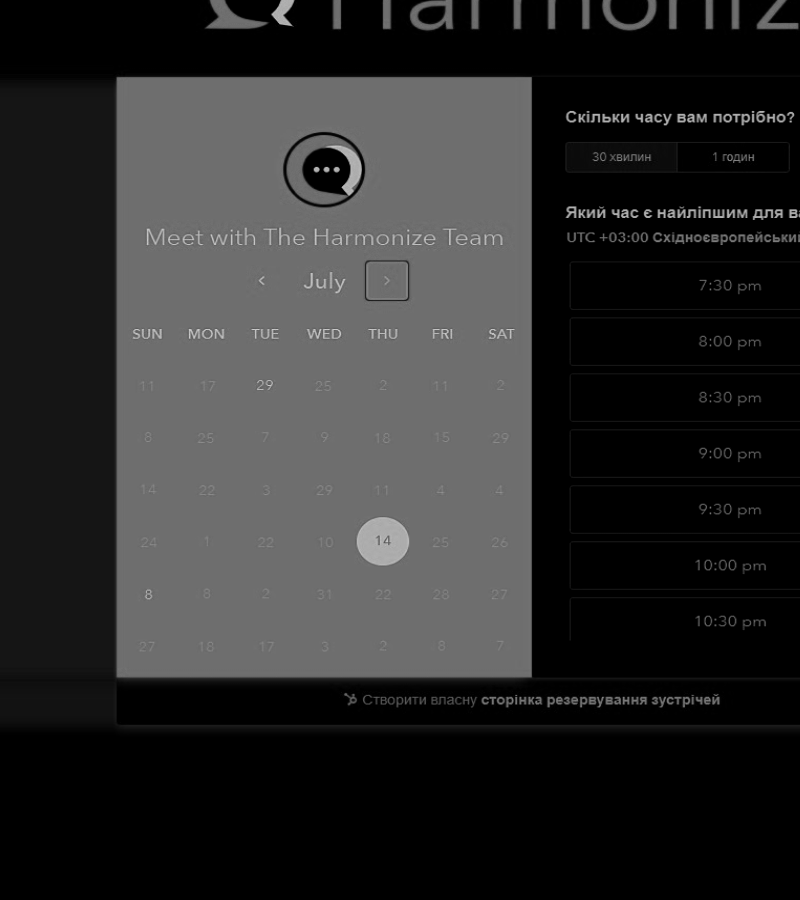 Harmoniz
Meet with The Harmonize Team
July
SUN MON TUE WED THU FRI SAT
11 17 29 25 2 11 2
8 25 7 9 18 15 29
14 22 3 29 11 4 4
24 1 22 10 14 25 26
8 8 2 31 22 28 27
27 18 17 3 2 8 7
Скільки часу вам потрібно?
30 хвилин 1 годин
Який час є найліпшим для ва
UTC +03:00 Східноєвропейськи
7:30 pm
8:00 pm
8:30 pm
9:00 pm
9:30 pm
10:00 pm
10:30 pm
Створити власну сторінка резервування зустрічей